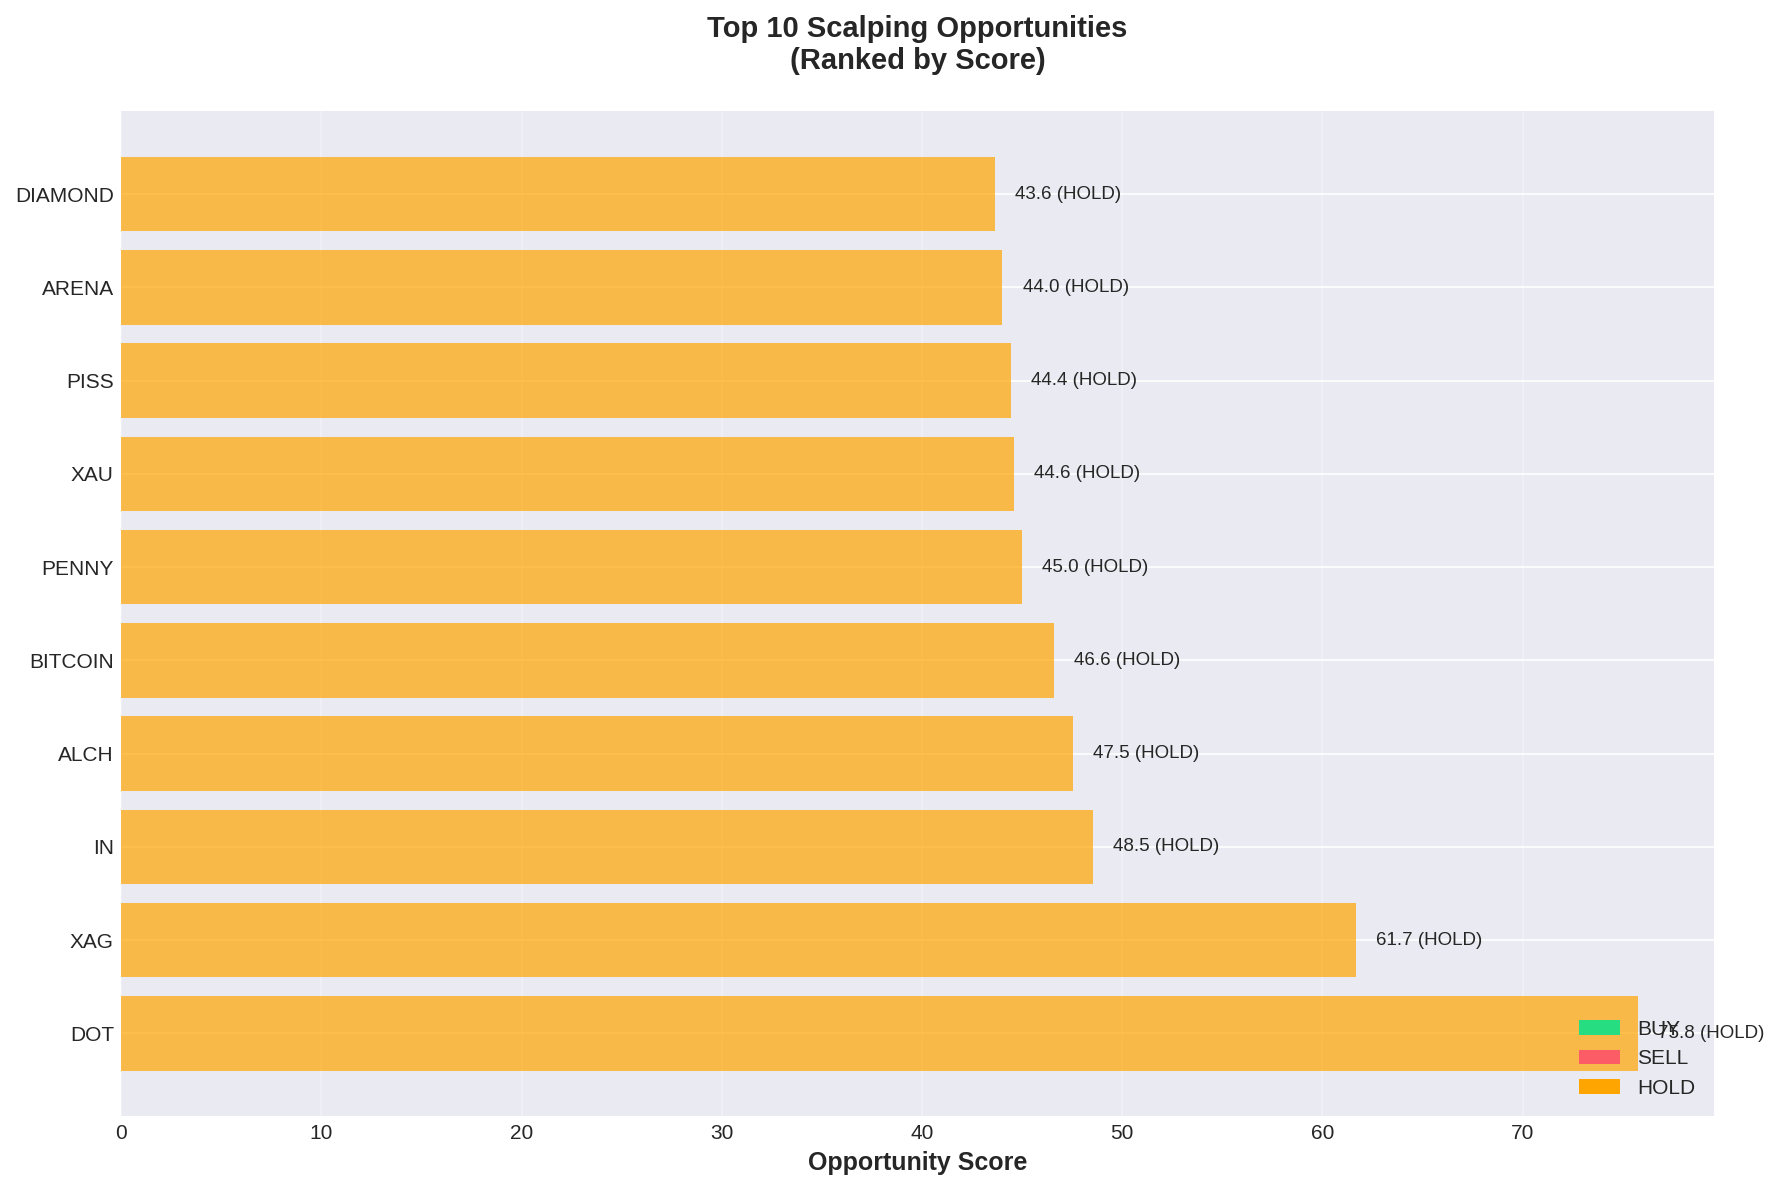 Top 10 Scalping Opportunities
(Ranked by Score)
DIAMOND
43.6 (HOLD)
ARENA
44.0 (HOLD)
PISS
44.4 (HOLD)
XAU
44.6 (HOLD)
PENNY
45.0 (HOLD)
BITCOIN
46.6 (HOLD)
ALCH
47.5 (HOLD)
IN
48.5 (HOLD)
XAG
61.7 (HOLD)
DOT
75.8 (HOLD)
BUY
SELL
HOLD
0 10 20 30 40 50 60 70
Opportunity Score